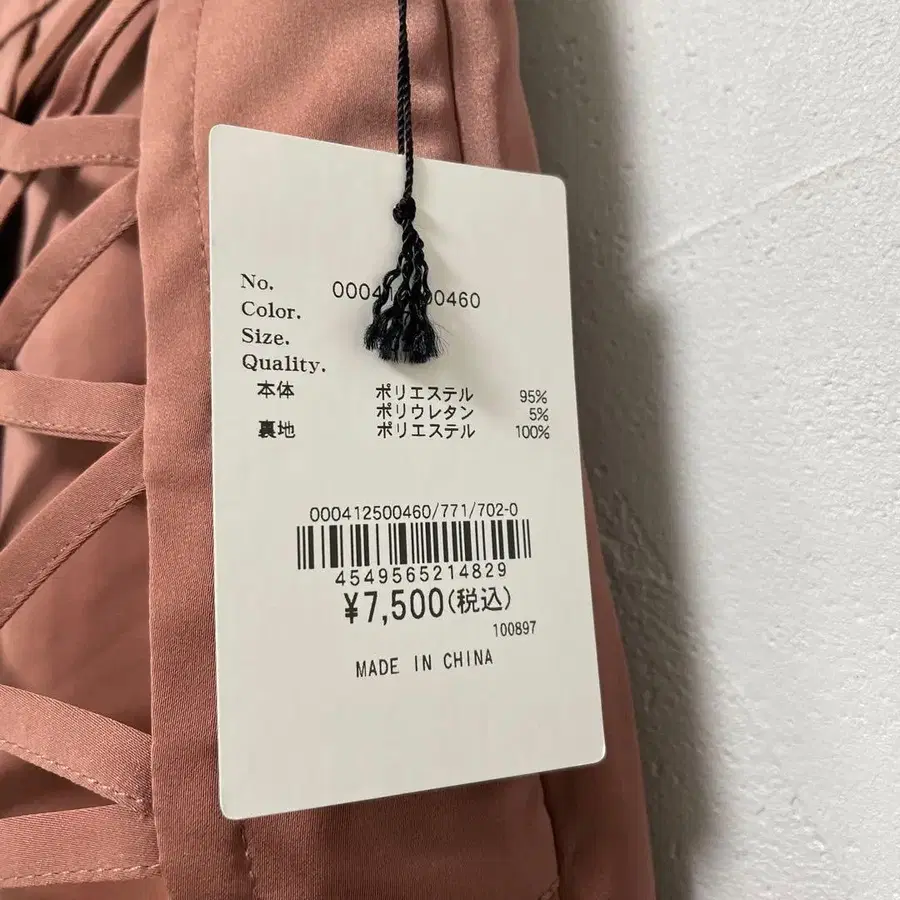 No. 0004 00460
Color.
Size.
Quality.
本体 ポリエステル 95%
ポリウレタン 5%
裏地 ポリエステル 100%
000412500460/771/702-0
4549565214829
¥7,500(税込)
100897
MADE IN CHINA